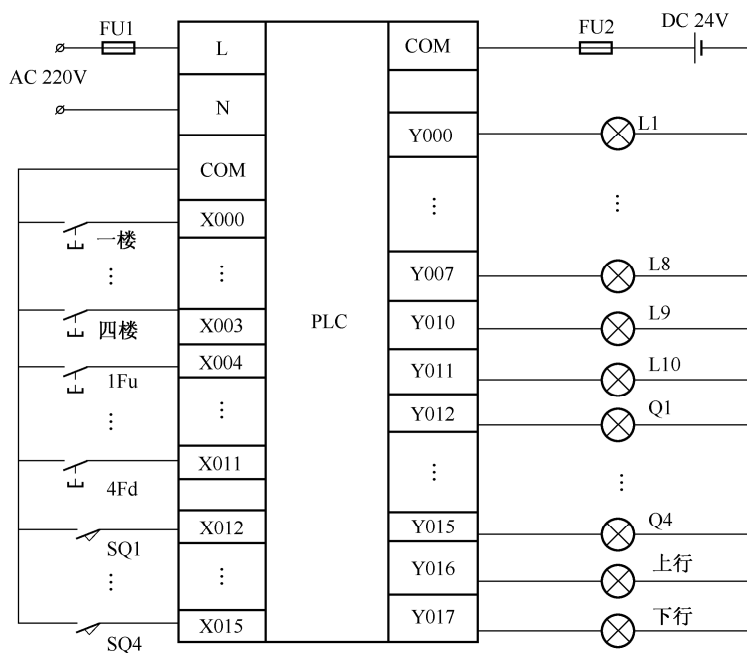 FU1
L
AC 220V
N
COM
X000
一楼
⋮
⋮
X003
四楼
X004
1Fu
⋮
⋮
X011
4Fd
X012
SQ1
⋮
⋮
X015
SQ4
PLC
COM
FU2
DC 24V
Y000
L1
⋮
⋮
Y007
L8
Y010
L9
Y011
L10
Y012
Q1
⋮
⋮
Y015
Q4
Y016
上行
Y017
下行